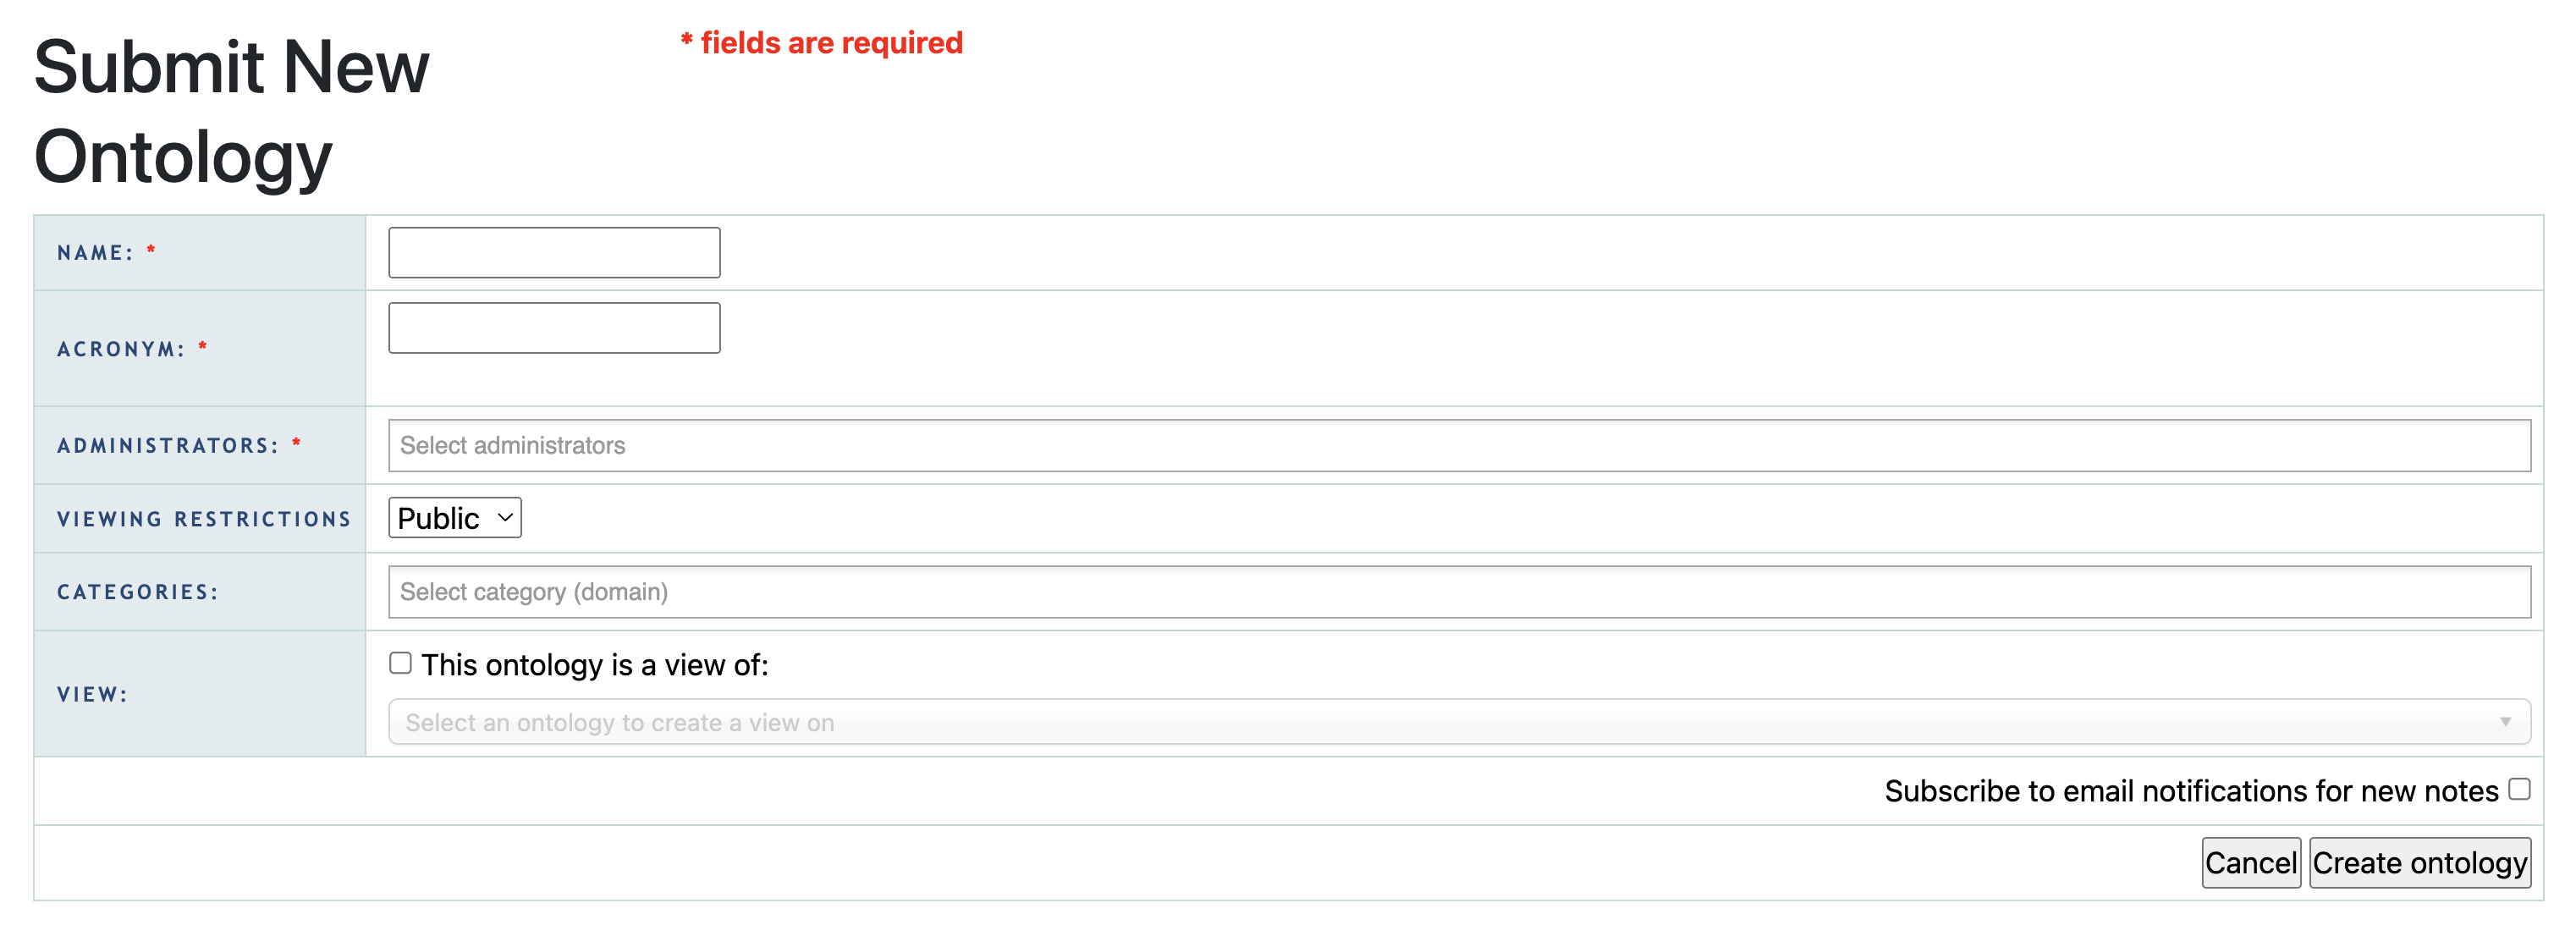 Submit New
Ontology
* fields are required
NAME: *
ACRONYM: *
ADMINISTRATORS: *
Select administrators
VIEWING RESTRICTIONS
Public
CATEGORIES:
Select category (domain)
VIEW:
This ontology is a view of:
Select an ontology to create a view on
Subscribe to email notifications for new notes
Cancel
Create ontology